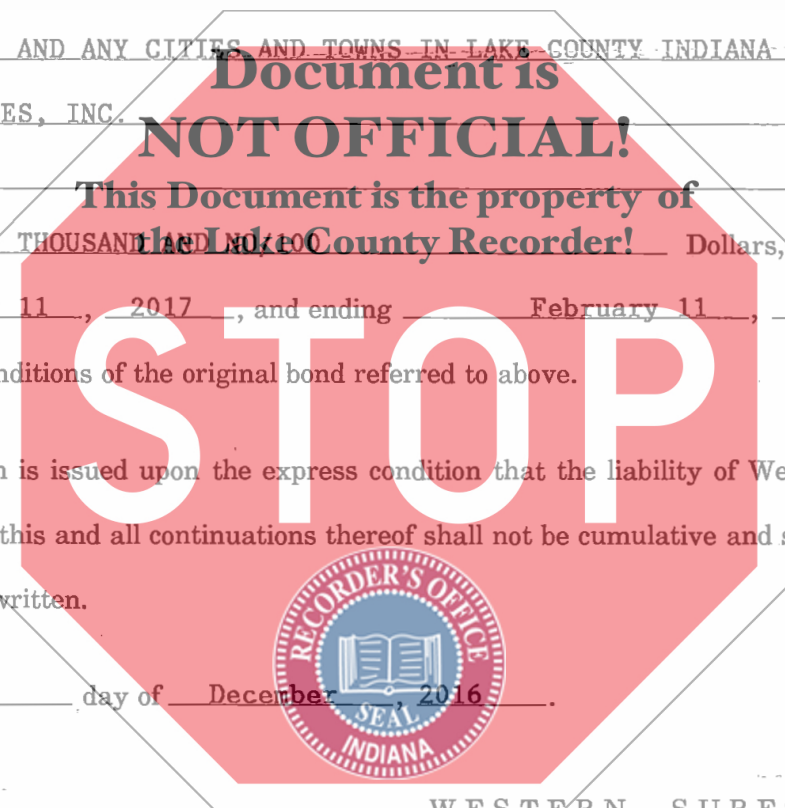 AND ANY CITIES AND TOWNS IN LAKE COUNTY INDIANA
Document is
ES, INC.
NOT OFFICIAL!
This Document is the property of
the Lake County Recorder!
THOUSAND AND NO/100 Dollars,
11, 2017, and ending February 11,
nditions of the original bond referred to above.
STOP
n is issued upon the express condition that the liability of We
this and all continuations thereof shall not be cumulative and s
written.
RECORDER'S OFFICE
day of December, 2016.
SEAL
INDIANA
WESTERN SURE